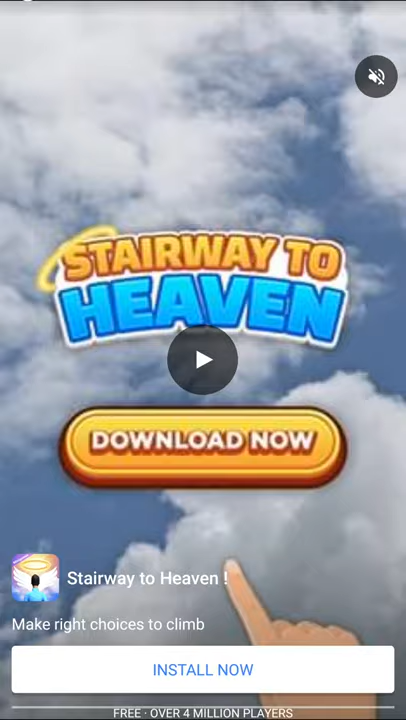 STAIRWAY TO
HEAVEN
DOWNLOAD NOW
Stairway to Heaven !
Make right choices to climb
INSTALL NOW
FREE · OVER 4 MILLION PLAYERS